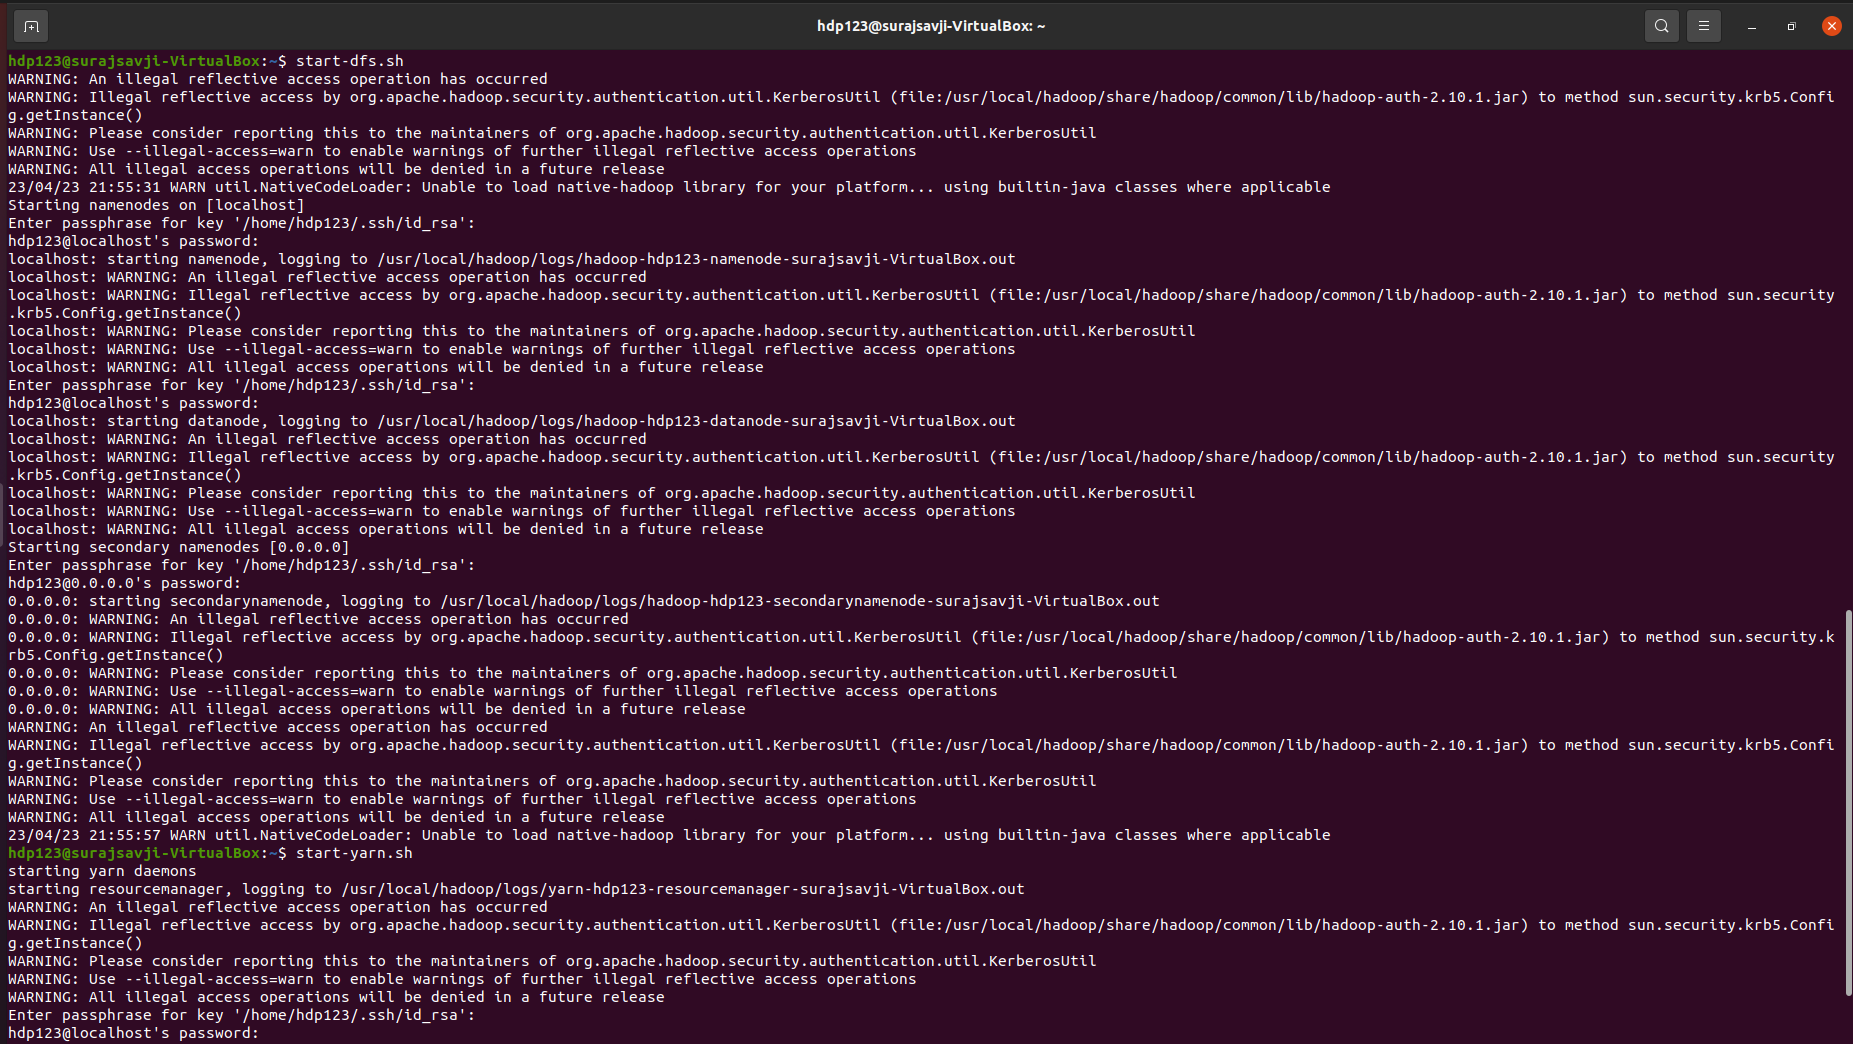 hdp123@surajsavji-VirtualBox: ~
hdp123@surajsavji-VirtualBox:~$ start-dfs.sh
WARNING: An illegal reflective access operation has occurred
WARNING: Illegal reflective access by org.apache.hadoop.security.authentication.util.KerberosUtil (file:/usr/local/hadoop/share/hadoop/common/lib/hadoop-auth-2.10.1.jar) to method sun.security.krb5.Confi
g.getInstance()
WARNING: Please consider reporting this to the maintainers of org.apache.hadoop.security.authentication.util.KerberosUtil
WARNING: Use --illegal-access=warn to enable warnings of further illegal reflective access operations
WARNING: All illegal access operations will be denied in a future release
23/04/23 21:55:31 WARN util.NativeCodeLoader: Unable to load native-hadoop library for your platform... using builtin-java classes where applicable
Starting namenodes on [localhost]
Enter passphrase for key '/home/hdp123/.ssh/id_rsa':
hdp123@localhost's password:
localhost: starting namenode, logging to /usr/local/hadoop/logs/hadoop-hdp123-namenode-surajsavji-VirtualBox.out
localhost: WARNING: An illegal reflective access operation has occurred
localhost: WARNING: Illegal reflective access by org.apache.hadoop.security.authentication.util.KerberosUtil (file:/usr/local/hadoop/share/hadoop/common/lib/hadoop-auth-2.10.1.jar) to method sun.security
.krb5.Config.getInstance()
localhost: WARNING: Please consider reporting this to the maintainers of org.apache.hadoop.security.authentication.util.KerberosUtil
localhost: WARNING: Use --illegal-access=warn to enable warnings of further illegal reflective access operations
localhost: WARNING: All illegal access operations will be denied in a future release
Enter passphrase for key '/home/hdp123/.ssh/id_rsa':
hdp123@localhost's password:
localhost: starting datanode, logging to /usr/local/hadoop/logs/hadoop-hdp123-datanode-surajsavji-VirtualBox.out
localhost: WARNING: An illegal reflective access operation has occurred
localhost: WARNING: Illegal reflective access by org.apache.hadoop.security.authentication.util.KerberosUtil (file:/usr/local/hadoop/share/hadoop/common/lib/hadoop-auth-2.10.1.jar) to method sun.security
.krb5.Config.getInstance()
localhost: WARNING: Please consider reporting this to the maintainers of org.apache.hadoop.security.authentication.util.KerberosUtil
localhost: WARNING: Use --illegal-access=warn to enable warnings of further illegal reflective access operations
localhost: WARNING: All illegal access operations will be denied in a future release
Starting secondary namenodes [0.0.0.0]
Enter passphrase for key '/home/hdp123/.ssh/id_rsa':
hdp123@0.0.0.0's password:
0.0.0.0: starting secondarynamenode, logging to /usr/local/hadoop/logs/hadoop-hdp123-secondarynamenode-surajsavji-VirtualBox.out
0.0.0.0: WARNING: An illegal reflective access operation has occurred
0.0.0.0: WARNING: Illegal reflective access by org.apache.hadoop.security.authentication.util.KerberosUtil (file:/usr/local/hadoop/share/hadoop/common/lib/hadoop-auth-2.10.1.jar) to method sun.security.k
rb5.Config.getInstance()
0.0.0.0: WARNING: Please consider reporting this to the maintainers of org.apache.hadoop.security.authentication.util.KerberosUtil
0.0.0.0: WARNING: Use --illegal-access=warn to enable warnings of further illegal reflective access operations
0.0.0.0: WARNING: All illegal access operations will be denied in a future release
WARNING: An illegal reflective access operation has occurred
WARNING: Illegal reflective access by org.apache.hadoop.security.authentication.util.KerberosUtil (file:/usr/local/hadoop/share/hadoop/common/lib/hadoop-auth-2.10.1.jar) to method sun.security.krb5.Confi
g.getInstance()
WARNING: Please consider reporting this to the maintainers of org.apache.hadoop.security.authentication.util.KerberosUtil
WARNING: Use --illegal-access=warn to enable warnings of further illegal reflective access operations
WARNING: All illegal access operations will be denied in a future release
23/04/23 21:55:57 WARN util.NativeCodeLoader: Unable to load native-hadoop library for your platform... using builtin-java classes where applicable
hdp123@surajsavji-VirtualBox:~$ start-yarn.sh
starting yarn daemons
starting resourcemanager, logging to /usr/local/hadoop/logs/yarn-hdp123-resourcemanager-surajsavji-VirtualBox.out
WARNING: An illegal reflective access operation has occurred
WARNING: Illegal reflective access by org.apache.hadoop.security.authentication.util.KerberosUtil (file:/usr/local/hadoop/share/hadoop/common/lib/hadoop-auth-2.10.1.jar) to method sun.security.krb5.Confi
g.getInstance()
WARNING: Please consider reporting this to the maintainers of org.apache.hadoop.security.authentication.util.KerberosUtil
WARNING: Use --illegal-access=warn to enable warnings of further illegal reflective access operations
WARNING: All illegal access operations will be denied in a future release
Enter passphrase for key '/home/hdp123/.ssh/id_rsa':
hdp123@localhost's password: